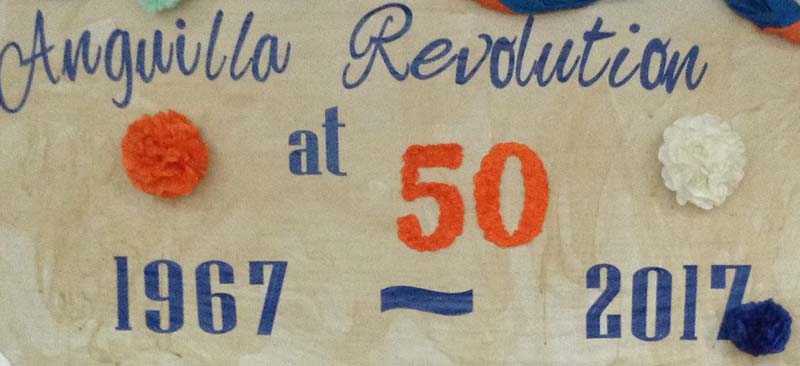 Anguilla Revolution
at 50
1967 ~ 2017